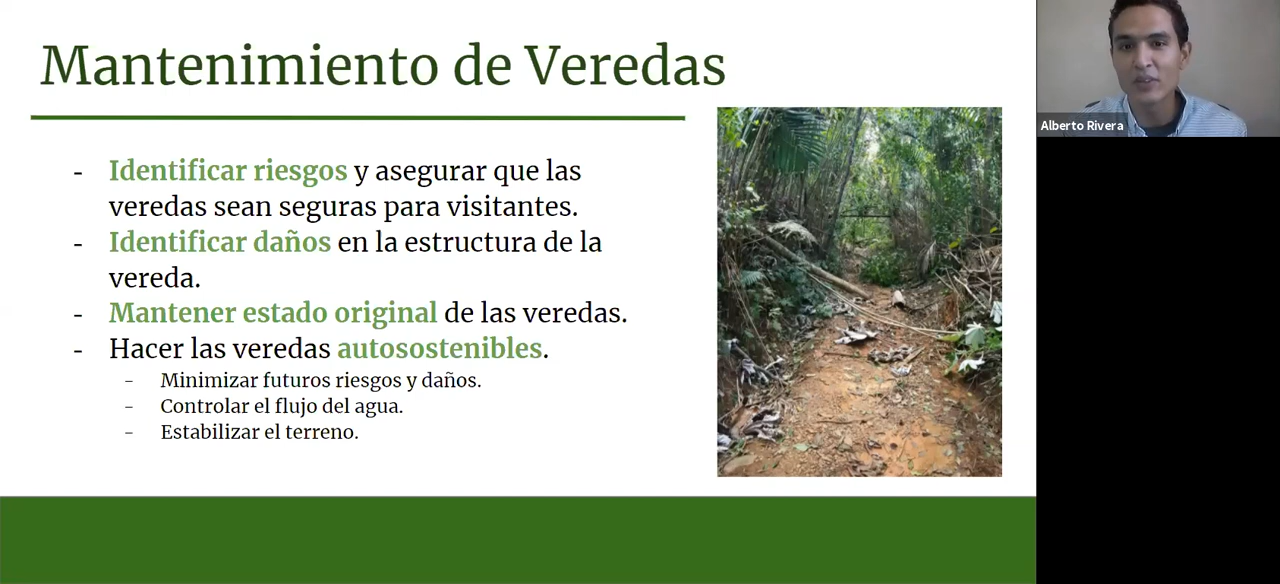 Mantenimiento de Veredas
- Identificar riesgos y asegurar que las
veredas sean seguras para visitantes.
- Identificar daños en la estructura de la
vereda.
- Mantener estado original de las veredas.
- Hacer las veredas autosostenibles.
- Minimizar futuros riesgos y daños.
- Controlar el flujo del agua.
- Estabilizar el terreno.
Alberto Rivera